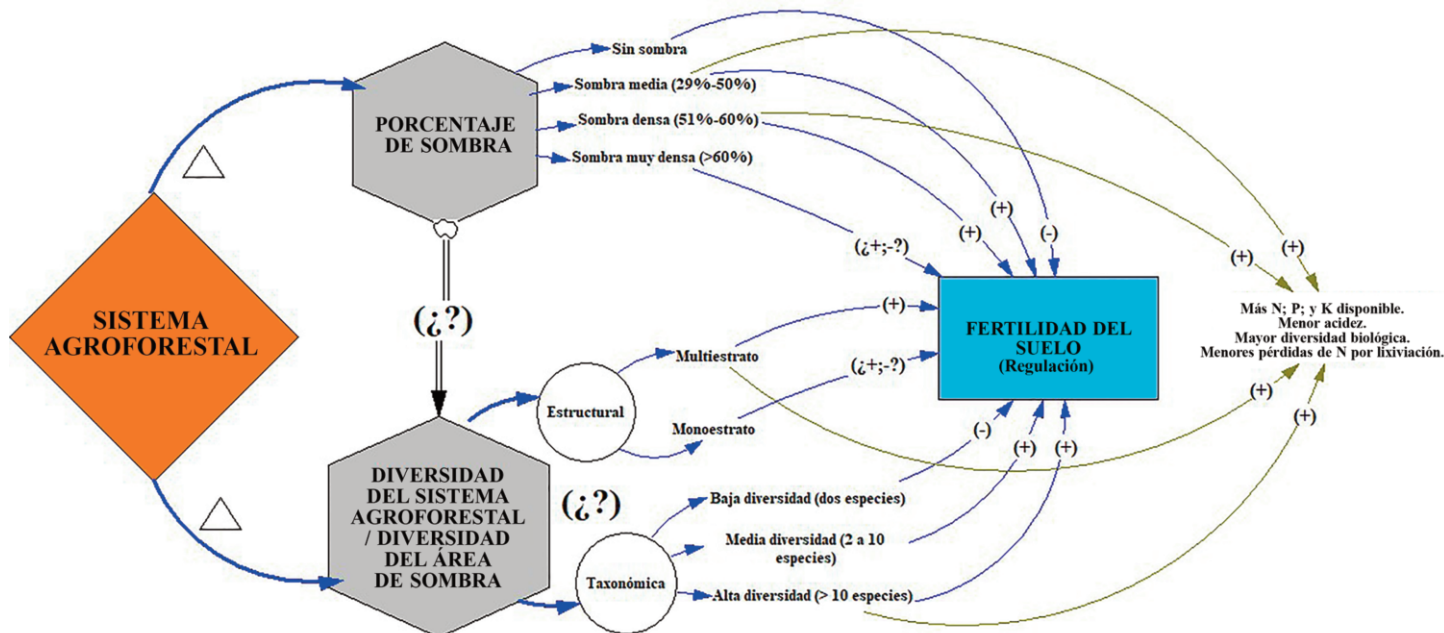 SISTEMA
AGROFORESTAL
PORCENTAJE
DE SOMBRA
Sin sombra
Sombra media (29%-50%)
Sombra densa (51%-60%)
Sombra muy densa (>60%)
(¿?)
DIVERSIDAD
DEL SISTEMA
AGROFORESTAL
/ DIVERSIDAD
DEL ÁREA
DE SOMBRA
(¿?)
Estructural
Multiestrato
Monoestrato
Taxonómica
Baja diversidad (dos especies)
Media diversidad (2 a 10
especies)
Alta diversidad (> 10 especies)
(¿+;-?)
(+)
(+)
(-)
(+)
(¿+;-?)
(-)
(+)
(+)
FERTILIDAD DEL
SUELO
(Regulación)
(+)
(+)
Más N; P; y K disponible.
Menor acidez.
Mayor diversidad biológica.
Menores pérdidas de N por lixiviación.
(+)
(+)